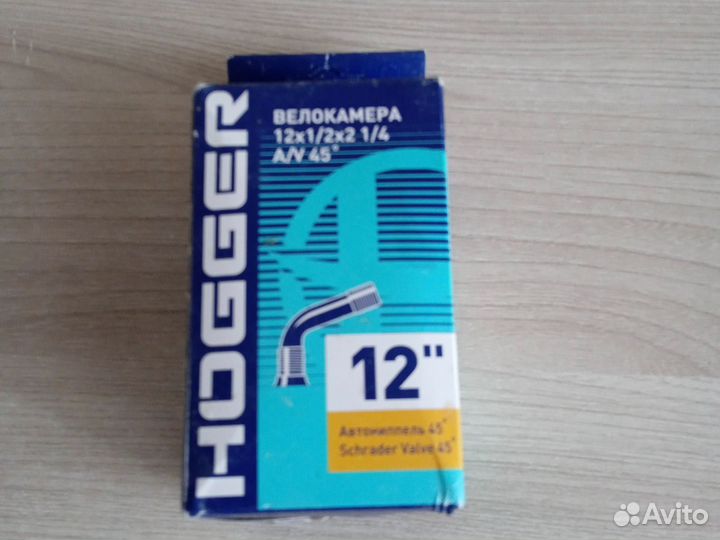 HOGGER
ВЕЛОКАМЕРА
12x1/2x2 1/4
A/V 45°
12"
Автониппель 45°
Schrader Valve 45°
Avito